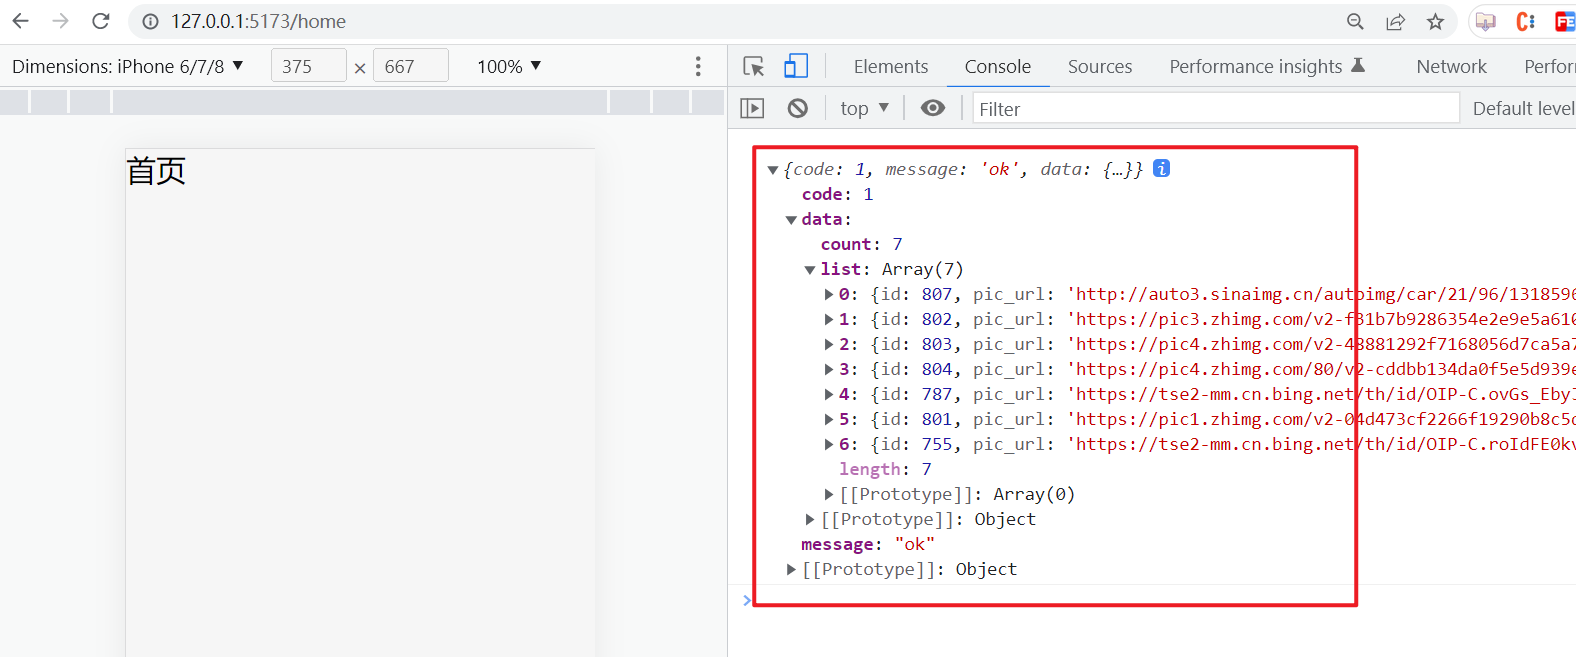 127.0.0.1:5173/home
Dimensions: iPhone 6/7/8 375 × 667 100%
Elements Console Sources Performance insights Network Perfor
top Filter Default level
首页
{code: 1, message: 'ok', data: {…}}
code: 1
data:
count: 7
list: Array(7)
0: {id: 807, pic_url: 'http://auto3.sinaimg.cn/autoimg/car/21/96/1318596
1: {id: 802, pic_url: 'https://pic3.zhimg.com/v2-f31b7b9286354e2e9e5a610
2: {id: 803, pic_url: 'https://pic4.zhimg.com/v2-48881292f7168056d7ca5a7
3: {id: 804, pic_url: 'https://pic4.zhimg.com/80/v2-cddbb134da0f5e5d939e
4: {id: 787, pic_url: 'https://tse2-mm.cn.bing.net/th/id/OIP-C.ovGs_Eby
5: {id: 801, pic_url: 'https://pic1.zhimg.com/v2-04d473cf2266f19290b8c5
6: {id: 755, pic_url: 'https://tse2-mm.cn.bing.net/th/id/OIP-C.roIdFE0k
length: 7
[[Prototype]]: Array(0)
[[Prototype]]: Object
message: "ok"
[[Prototype]]: Object